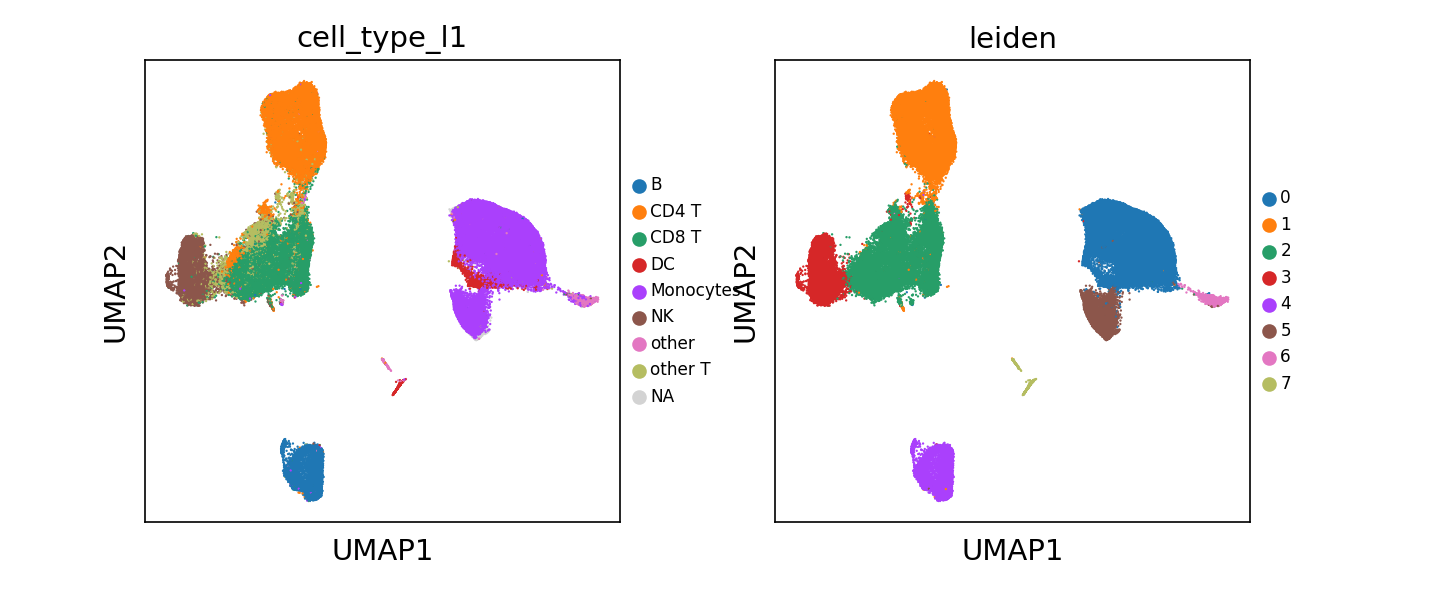 cell_type_l1
UMAP2
UMAP1
B
CD4 T
CD8 T
DC
Monocytes
NK
other
other T
NA
leiden
UMAP2
UMAP1
0
1
2
3
4
5
6
7